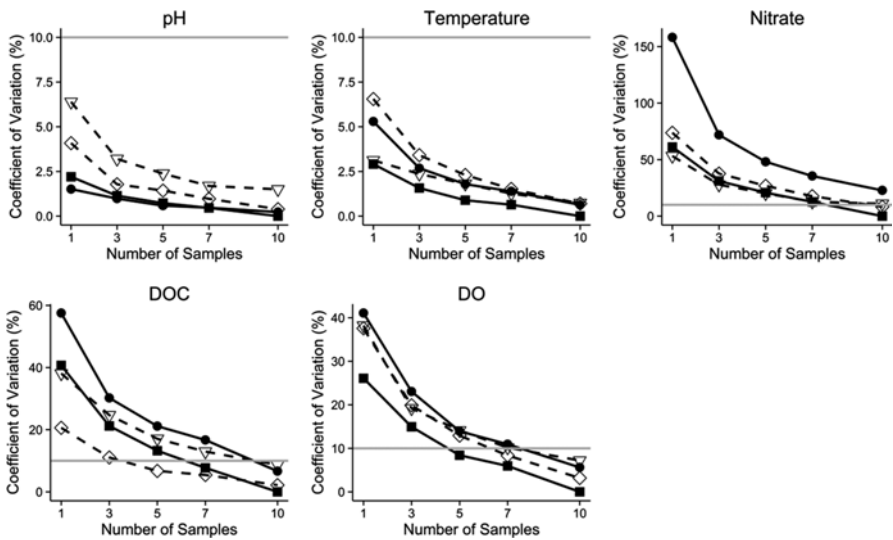 pH
Coefficient of Variation (%)
10.0
7.5
5.0
2.5
0.0
1 3 5 7 10
Number of Samples
Temperature
Coefficient of Variation (%)
10.0
7.5
5.0
2.5
0.0
1 3 5 7 10
Number of Samples
Nitrate
Coefficient of Variation (%)
150
100
50
0
1 3 5 7 10
Number of Samples
DOC
Coefficient of Variation (%)
60
40
20
0
1 3 5 7 10
Number of Samples
DO
Coefficient of Variation (%)
40
30
20
10
0
1 3 5 7 10
Number of Samples